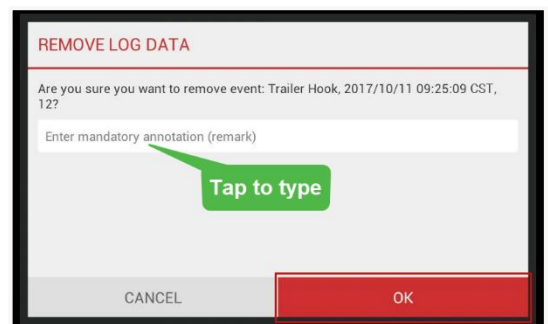 REMOVE LOG DATA
Are you sure you want to remove event: Trailer Hook, 2017/10/11 09:25:09 CST,
12?
Enter mandatory annotation (remark)
Tap to type
CANCEL OK